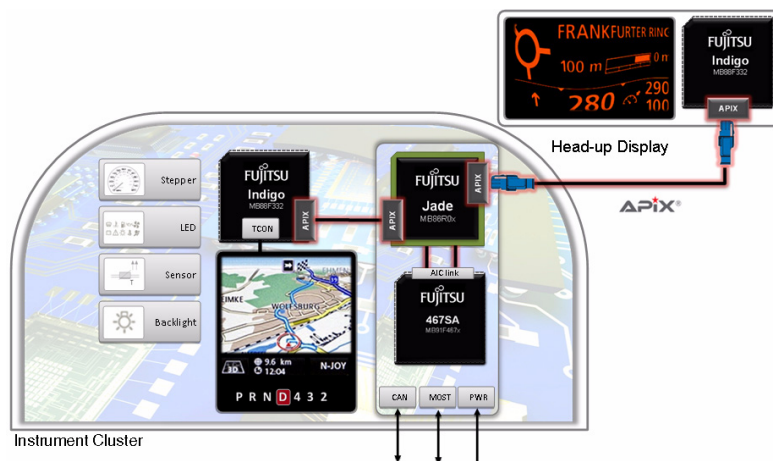 FRANKFURTER RING
100 m
0 m
280
290
100
FUJITSU
Indigo
MB88F332
APIX
Head-up Display
APIX®
Stepper
LED
Sensor
Backlight
FUJITSU
Indigo
MB88F332
TCON
APIX
APIX
FUJITSU
Jade
MB86R0x
APIX
AIC link
FUJITSU
467SA
MB91F467x
WOLFSBURG
3D
9.6 km
12:04
N-JOY
P R N D 4 3 2
CAN
MOST
PWR
Instrument Cluster